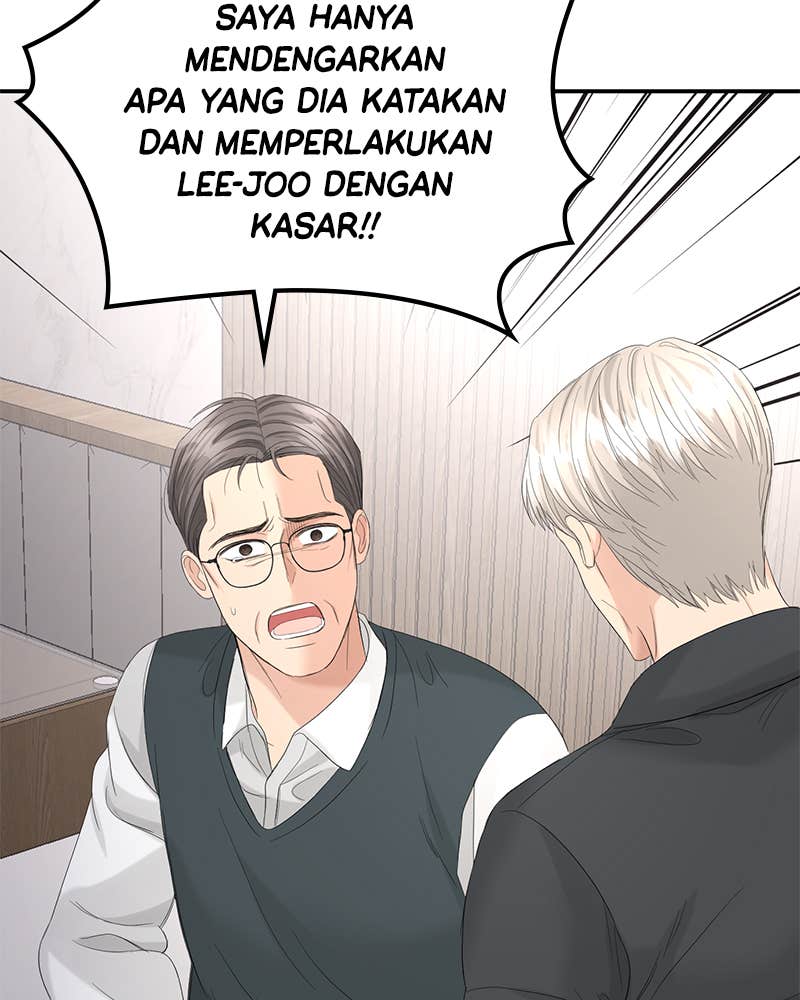 SAYA HANYA
MENDENGARKAN
APA YANG DIA KATAKAN
DAN MEMPERLAKUKAN
LEE-JOO DENGAN
KASAR!!